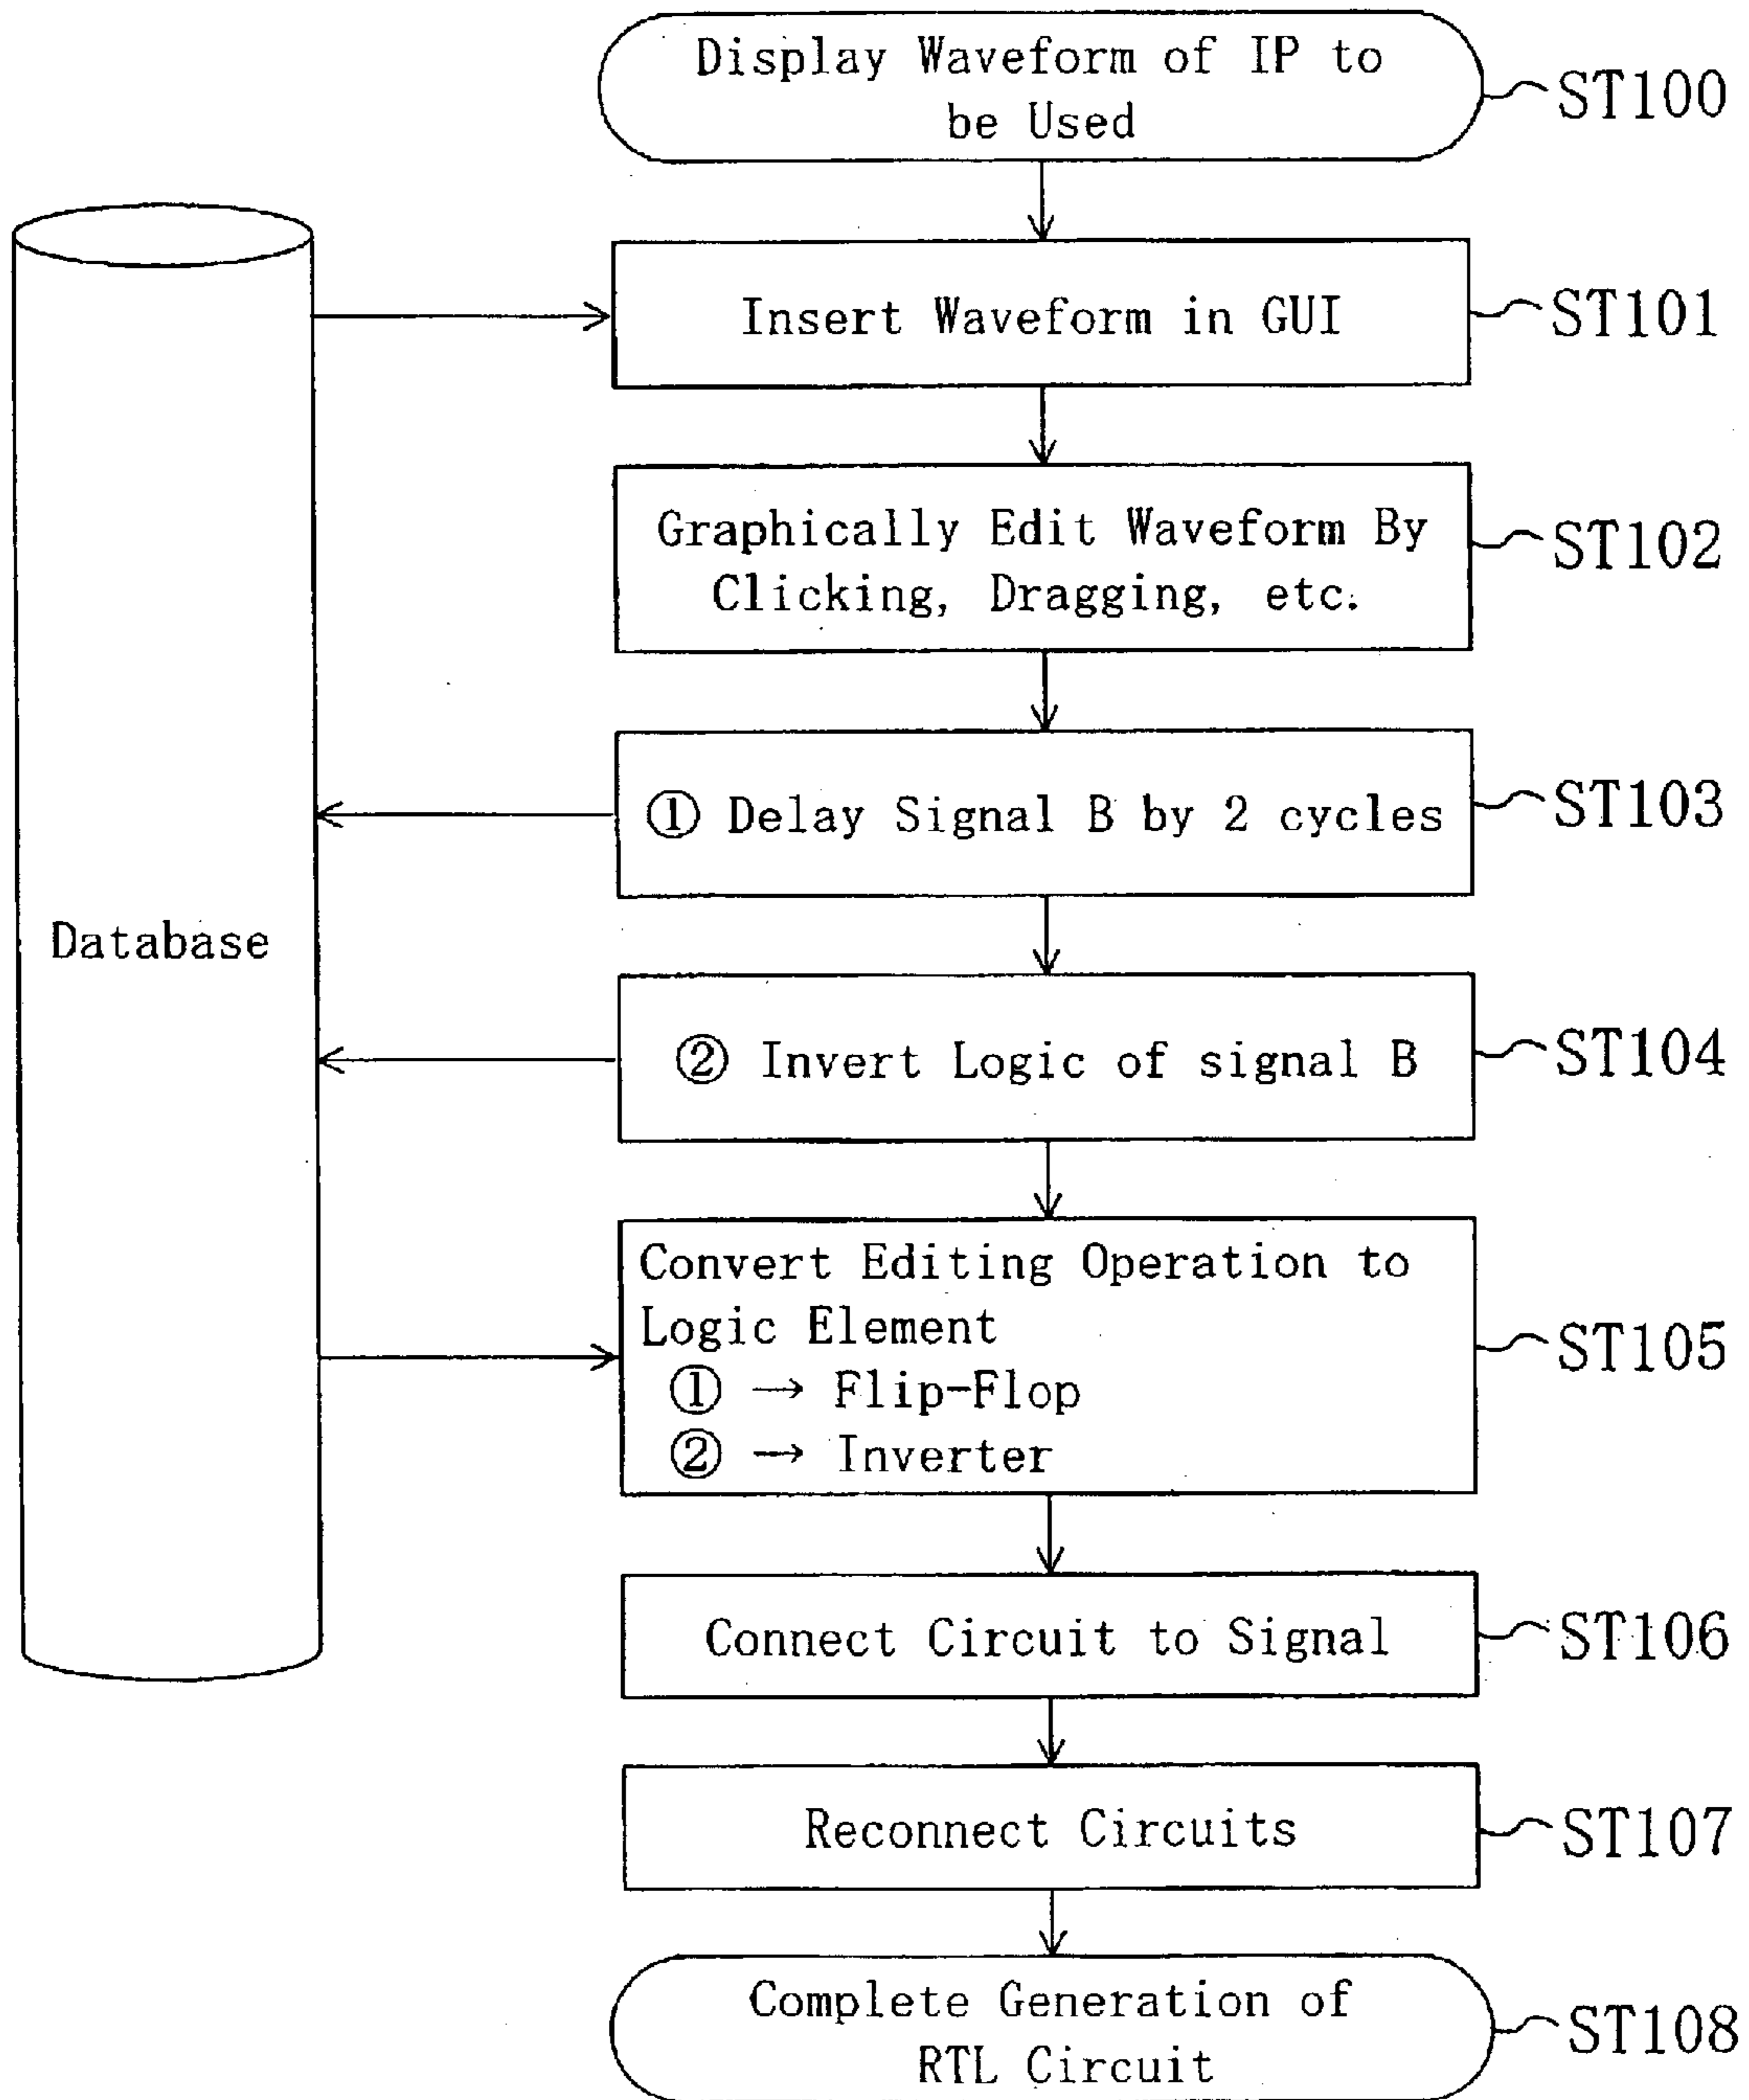 Display Waveform of IP to
be Used
ST100
Insert Waveform in GUI
ST101
Graphically Edit Waveform By
Clicking, Dragging, etc.
ST102
① Delay Signal B by 2 cycles
ST103
Database
② Invert Logic of signal B
ST104
Convert Editing Operation to
Logic Element
① → Flip-Flop
② → Inverter
ST105
Connect Circuit to Signal
ST106
Reconnect Circuits
ST107
Complete Generation of
RTL Circuit
ST108